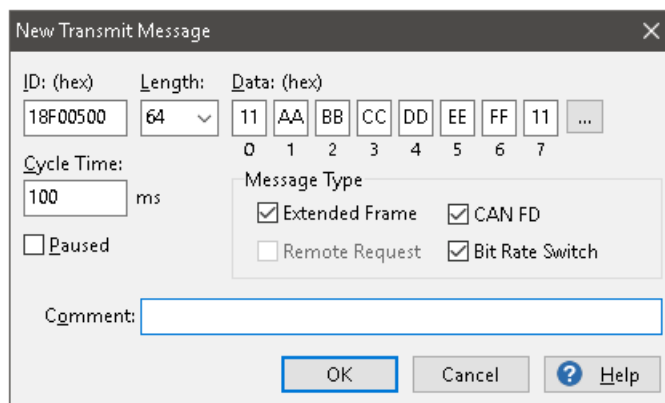 New Transmit Message
ID: (hex) Length: Data: (hex)
18F00500 64 11 AA BB CC DD EE FF 11 ...
0 1 2 3 4 5 6 7
Cycle Time:
100 ms
Message Type
Extended Frame CAN FD
Paused
Remote Request Bit Rate Switch
Comment:
OK Cancel ? Help